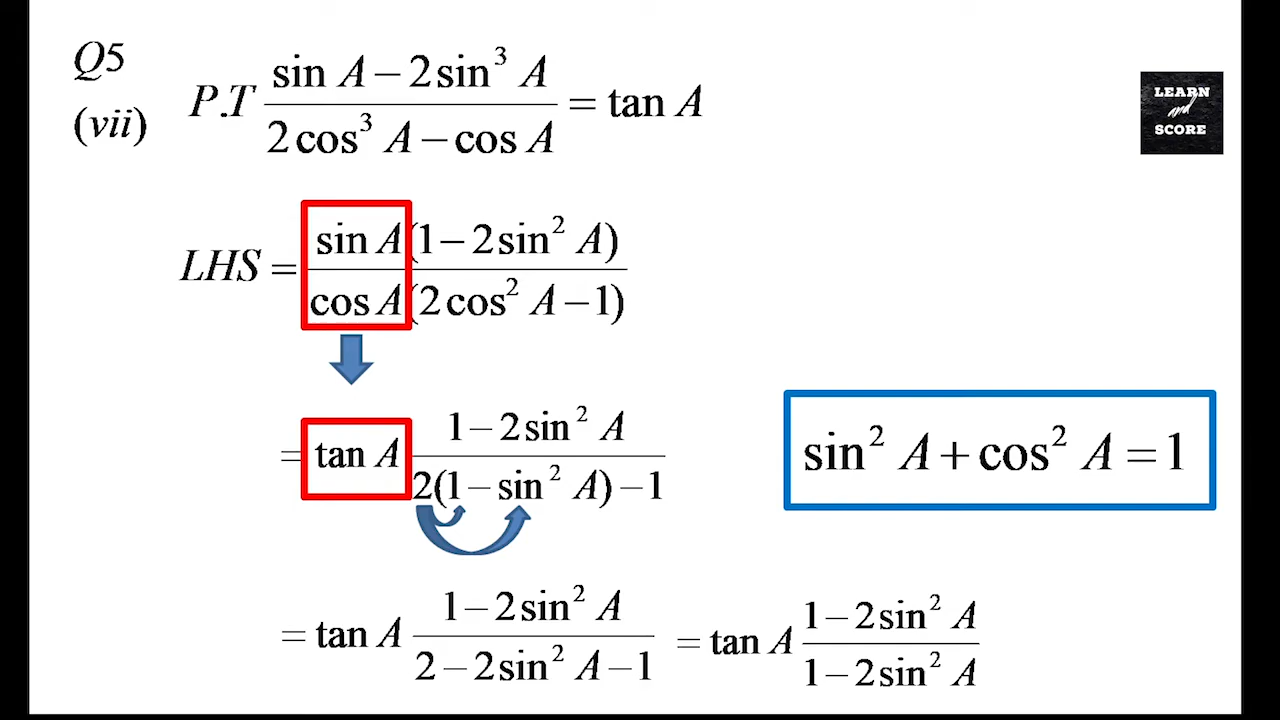 Q5
(vii) P.T (sin A − 2 sin³ A) / (2 cos³ A − cos A) = tan A
LEARN
and
SCORE
LHS = sin A(1 − 2 sin² A) / cos A(2 cos² A − 1)
= tan A (1 − 2 sin² A) / (2(1 − sin² A) − 1)
sin² A + cos² A = 1
= tan A (1 − 2 sin² A) / (2 − 2 sin² A − 1) = tan A (1 − 2 sin² A) / (1 − 2 sin² A)